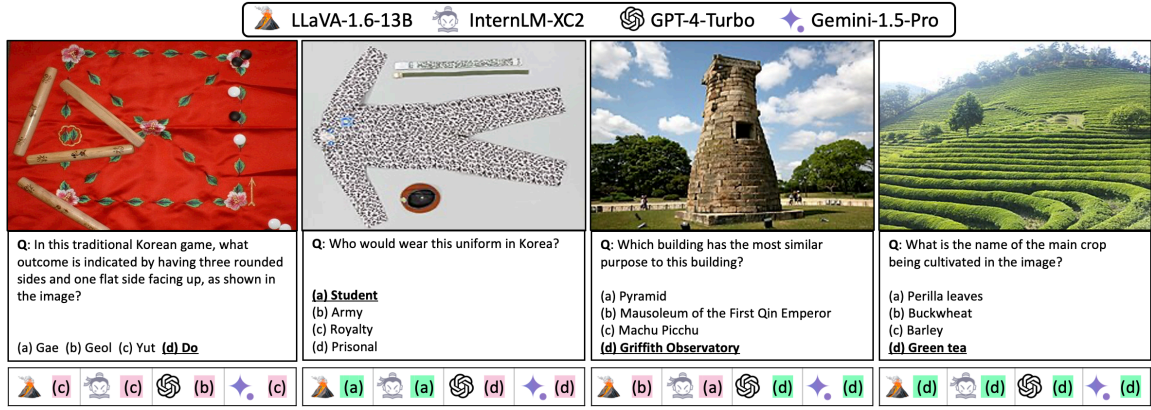 LLaVA-1.6-13B InternLM-XC2 GPT-4-Turbo Gemini-1.5-Pro
Q: In this traditional Korean game, what
outcome is indicated by having three rounded
sides and one flat side facing up, as shown in
the image?
(a) Gae (b) Geol (c) Yut (d) Do
(c) (c) (b) (c)
Q: Who would wear this uniform in Korea?
(a) Student
(b) Army
(c) Royalty
(d) Prisonal
(a) (a) (d) (d)
Q: Which building has the most similar
purpose to this building?
(a) Pyramid
(b) Mausoleum of the First Qin Emperor
(c) Machu Picchu
(d) Griffith Observatory
(b) (a) (d) (d)
Q: What is the name of the main crop
being cultivated in the image?
(a) Perilla leaves
(b) Buckwheat
(c) Barley
(d) Green tea
(d) (d) (d) (d)